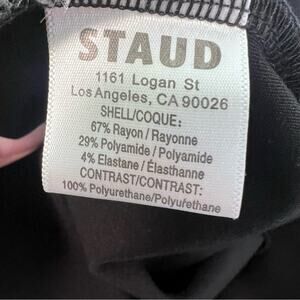 STAUD
1161 Logan St
Los Angeles, CA 90026
SHELL/COQUE:
67% Rayon / Rayonne
29% Polyamide / Polyamide
4% Elastane / Élasthanne
CONTRAST/CONTRAST:
100% Polyurethane/Polyuréthane